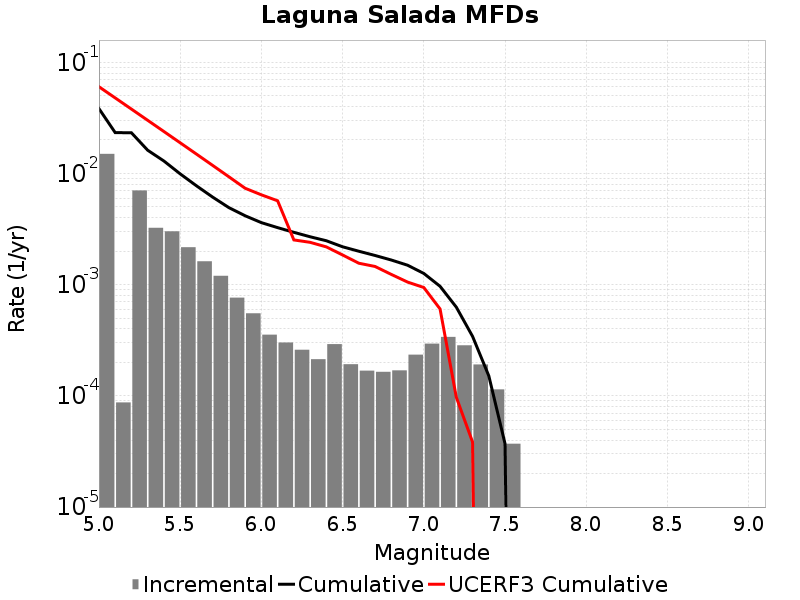 Laguna Salada MFDs
10-1
10-2
10-3
10-4
10-5
Rate (1/yr)
5.0 5.5 6.0 6.5 7.0 7.5 8.0 8.5 9.0
Magnitude
Incremental Cumulative UCERF3 Cumulative